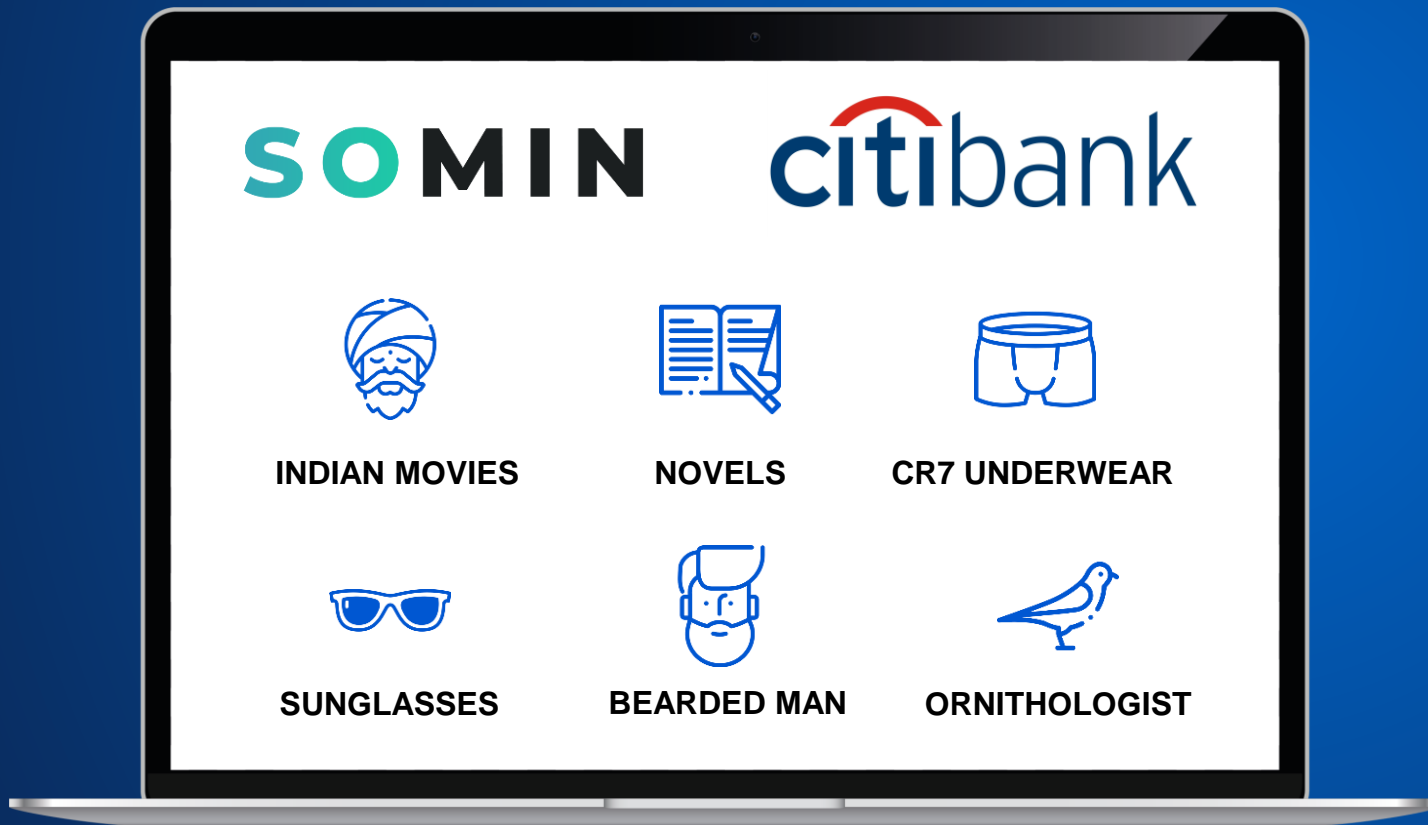 SOMIN
citibank
INDIAN MOVIES
NOVELS
CR7 UNDERWEAR
SUNGLASSES
BEARDED MAN
ORNITHOLOGIST